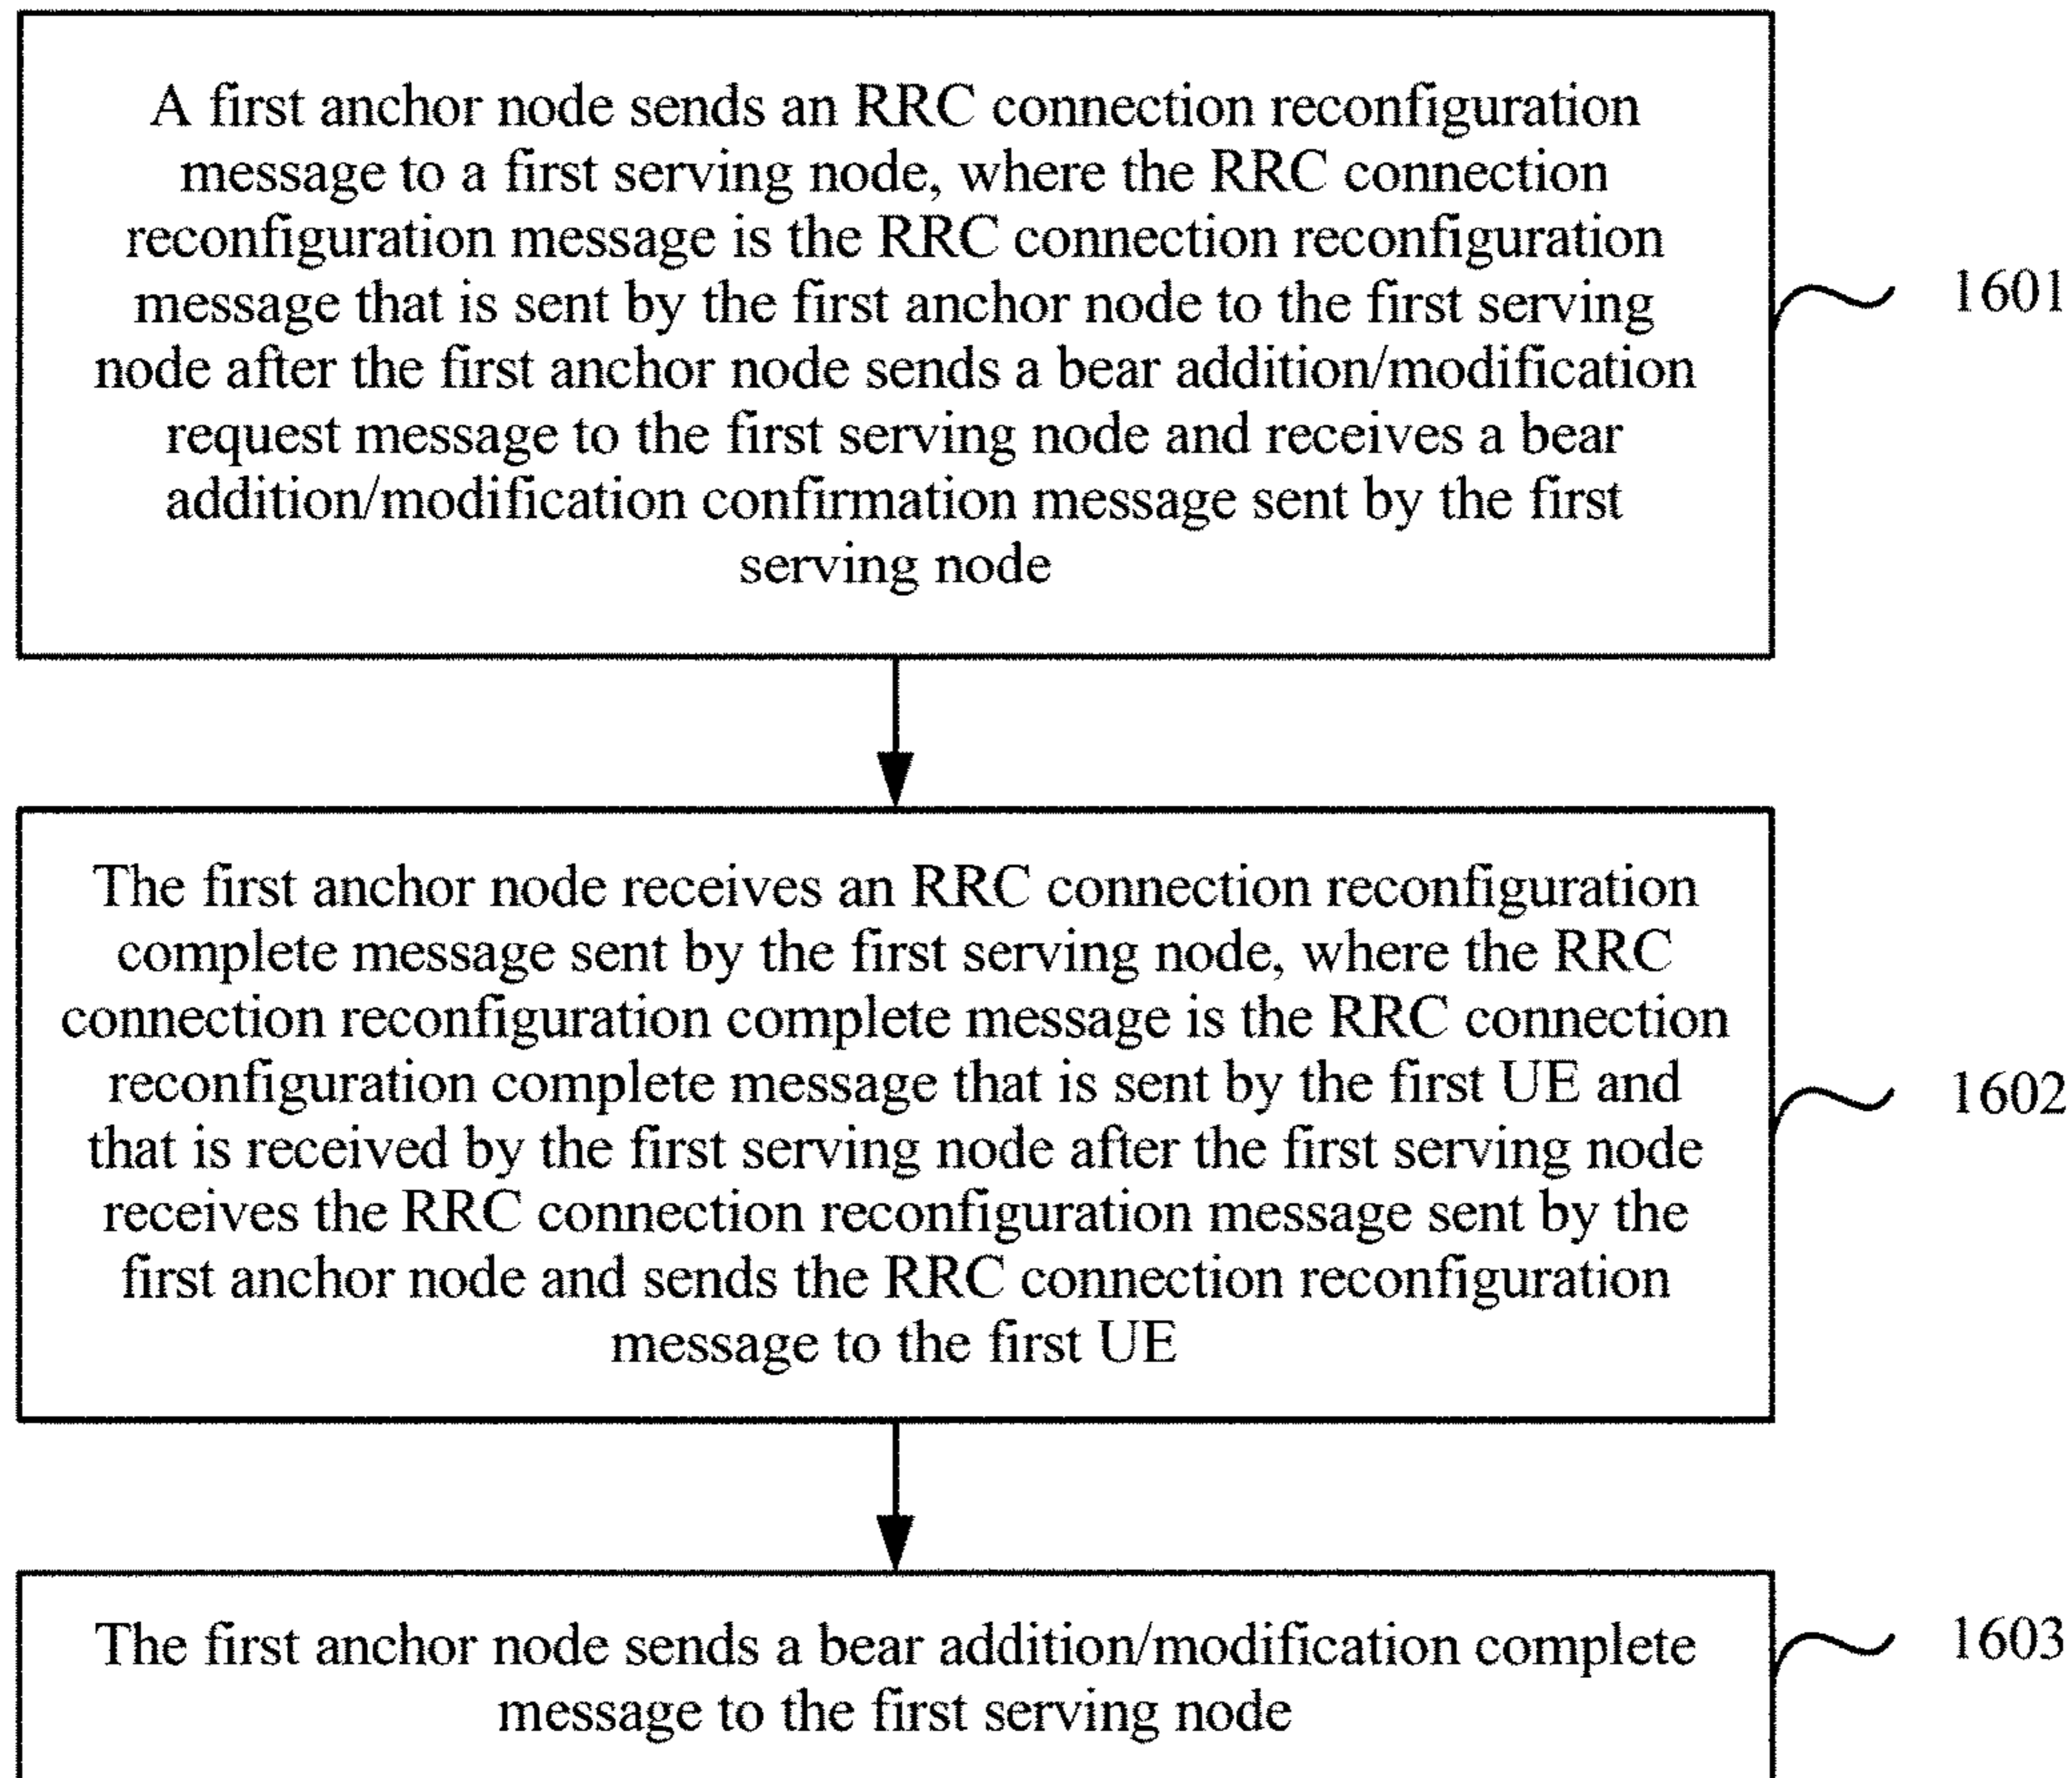 A first anchor node sends an RRC connection reconfiguration
message to a first serving node, where the RRC connection
reconfiguration message is the RRC connection reconfiguration
message that is sent by the first anchor node to the first serving
node after the first anchor node sends a bear addition/modification
request message to the first serving node and receives a bear
addition/modification confirmation message sent by the first
serving node
1601
The first anchor node receives an RRC connection reconfiguration
complete message sent by the first serving node, where the RRC
connection reconfiguration complete message is the RRC connection
reconfiguration complete message that is sent by the first UE and
that is received by the first serving node after the first serving node
receives the RRC connection reconfiguration message sent by the
first anchor node and sends the RRC connection reconfiguration
message to the first UE
1602
The first anchor node sends a bear addition/modification complete
message to the first serving node
1603